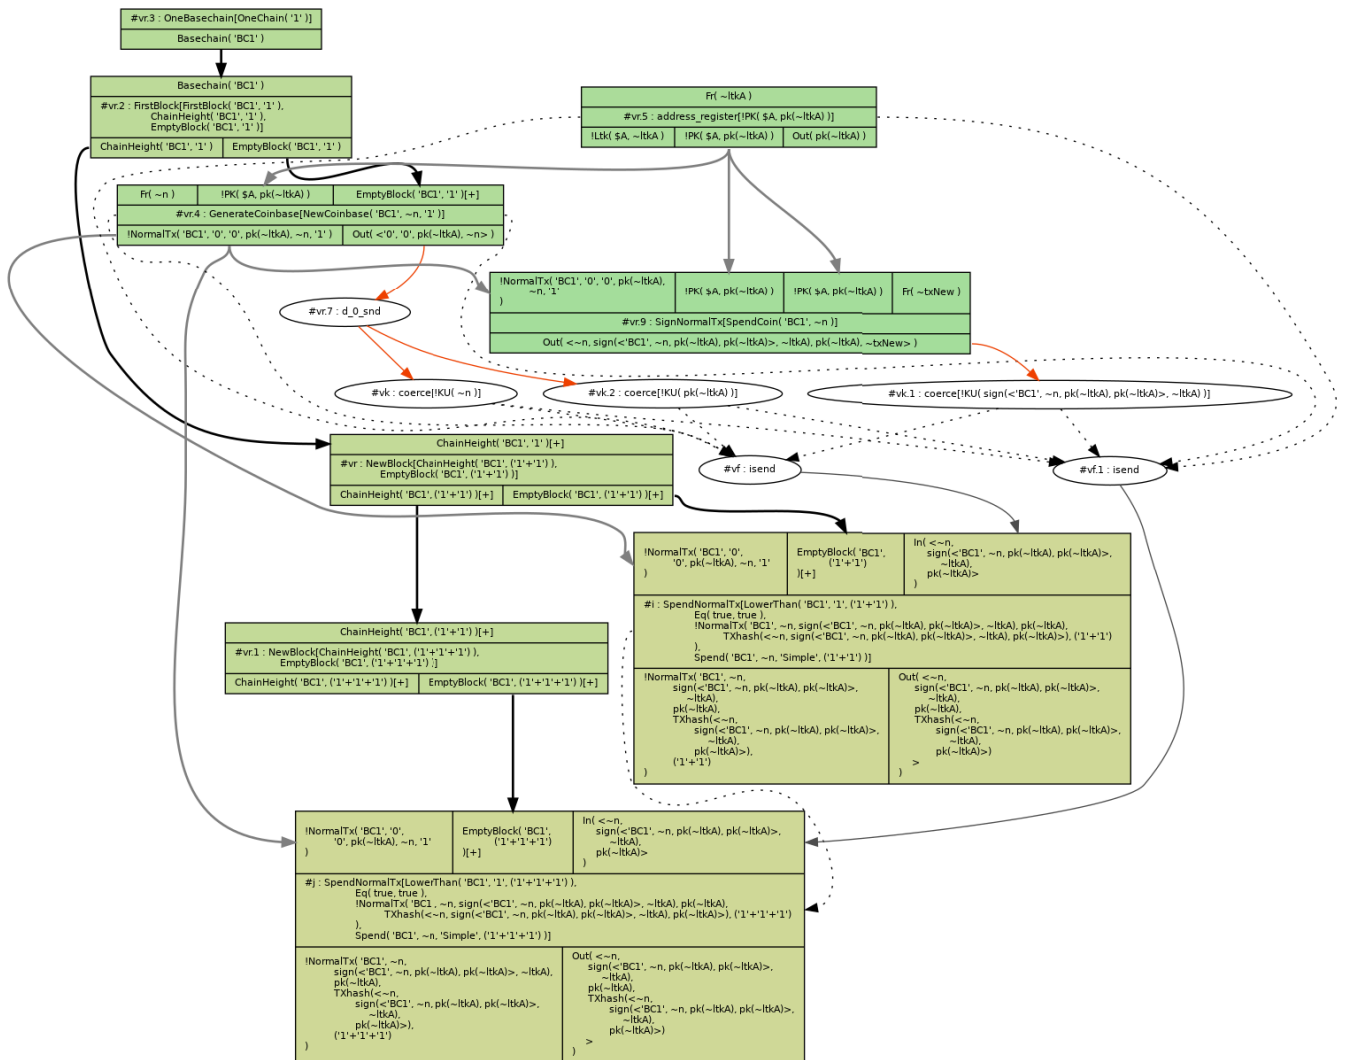 #vr.3 : OneBasechain[OneChain( '1' )]
Basechain( 'BC1' )
Basechain( 'BC1' )
#vr.2 : FirstBlock[FirstBlock( 'BC1', '1' ),
ChainHeight( 'BC1', '1' ),
EmptyBlock( 'BC1', '1' )]
ChainHeight( 'BC1', '1' )
EmptyBlock( 'BC1', '1' )
Fr( ~ltkA )
#vr.5 : address_register[!PK( $A, pk(~ltkA) )]
!Ltk( $A, ~ltkA )
!PK( $A, pk(~ltkA) )
Out( pk(~ltkA) )
Fr( ~n )
!PK( $A, pk(~ltkA) )
EmptyBlock( 'BC1', '1' )[+]
#vr.4 : GenerateCoinbase[NewCoinbase( 'BC1', ~n, '1' )]
!NormalTx( 'BC1', '0', '0', pk(~ltkA), ~n, '1' )
Out( <'0', '0', pk(~ltkA), ~n> )
!NormalTx( 'BC1', '0', '0', pk(~ltkA),
~n, '1'
)
!PK( $A, pk(~ltkA) )
!PK( $A, pk(~ltkA) )
Fr( ~txNew )
#vr.9 : SignNormalTx[SpendCoin( 'BC1', ~n )]
Out( <~n, sign(<'BC1', ~n, pk(~ltkA), pk(~ltkA)>, ~ltkA), pk(~ltkA), ~txNew> )
#vr.7 : d_0_snd
#vk : coerce[!KU( ~n )]
#vk.2 : coerce[!KU( pk(~ltkA) )]
#vk.1 : coerce[!KU( sign(<'BC1', ~n, pk(~ltkA), pk(~ltkA)>, ~ltkA) )]
ChainHeight( 'BC1', '1' )[+]
#vr : NewBlock[ChainHeight( 'BC1', ('1'+'1') ),
EmptyBlock( 'BC1', ('1'+'1') )]
ChainHeight( 'BC1', ('1'+'1') )[+]
EmptyBlock( 'BC1', ('1'+'1') )[+]
#vf : isend
#vf.1 : isend
!NormalTx( 'BC1', '0',
'0', pk(~ltkA), ~n, '1'
)
EmptyBlock( 'BC1',
('1'+'1')
)[+]
In( <~n,
sign(<'BC1', ~n, pk(~ltkA), pk(~ltkA)>,
~ltkA),
pk(~ltkA)>
)
#i : SpendNormalTx[LowerThan( 'BC1', '1', ('1'+'1') ),
Eq( true, true ),
!NormalTx( 'BC1', ~n, sign(<'BC1', ~n, pk(~ltkA), pk(~ltkA)>, ~ltkA), pk(~ltkA),
TXhash(<~n, sign(<'BC1', ~n, pk(~ltkA), pk(~ltkA)>, ~ltkA), pk(~ltkA)>), ('1'+'1')
),
Spend( 'BC1', ~n, 'Simple', ('1'+'1') )]
!NormalTx( 'BC1', ~n,
sign(<'BC1', ~n, pk(~ltkA), pk(~ltkA)>,
~ltkA),
pk(~ltkA),
TXhash(<~n,
sign(<'BC1', ~n, pk(~ltkA), pk(~ltkA)>,
~ltkA),
pk(~ltkA)>),
('1'+'1')
)
Out( <~n,
sign(<'BC1', ~n, pk(~ltkA), pk(~ltkA)>,
~ltkA),
pk(~ltkA),
TXhash(<~n,
sign(<'BC1', ~n, pk(~ltkA), pk(~ltkA)>,
~ltkA),
pk(~ltkA)>)
>
)
ChainHeight( 'BC1', ('1'+'1') )[+]
#vr.1 : NewBlock[ChainHeight( 'BC1', ('1'+'1'+'1') ),
EmptyBlock( 'BC1', ('1'+'1'+'1') )]
ChainHeight( 'BC1', ('1'+'1'+'1') )[+]
EmptyBlock( 'BC1', ('1'+'1'+'1') )[+]
!NormalTx( 'BC1', '0',
'0', pk(~ltkA), ~n, '1'
)
EmptyBlock( 'BC1',
('1'+'1'+'1')
)[+]
In( <~n,
sign(<'BC1', ~n, pk(~ltkA), pk(~ltkA)>,
~ltkA),
pk(~ltkA)>
)
#j : SpendNormalTx[LowerThan( 'BC1', '1', ('1'+'1'+'1') ),
Eq( true, true ),
!NormalTx( 'BC1 , ~n, sign(<'BC1', ~n, pk(~ltkA), pk(~ltkA)>, ~ltkA), pk(~ltkA),
TXhash(<~n, sign(<'BC1', ~n, pk(~ltkA), pk(~ltkA)>, ~ltkA), pk(~ltkA)>), ('1'+'1'+'1')
),
Spend( 'BC1', ~n, 'Simple', ('1'+'1'+'1') )]
!NormalTx( 'BC1', ~n,
sign(<'BC1', ~n, pk(~ltkA), pk(~ltkA)>, ~ltkA),
pk(~ltkA),
TXhash(<~n,
sign(<'BC1', ~n, pk(~ltkA), pk(~ltkA)>,
~ltkA),
pk(~ltkA)>),
('1'+'1'+'1')
)
Out( <~n,
sign(<'BC1', ~n, pk(~ltkA), pk(~ltkA)>,
~ltkA),
pk(~ltkA),
TXhash(<~n,
sign(<'BC1', ~n, pk(~ltkA), pk(~ltkA)>,
~ltkA),
pk(~ltkA)>)
>
)